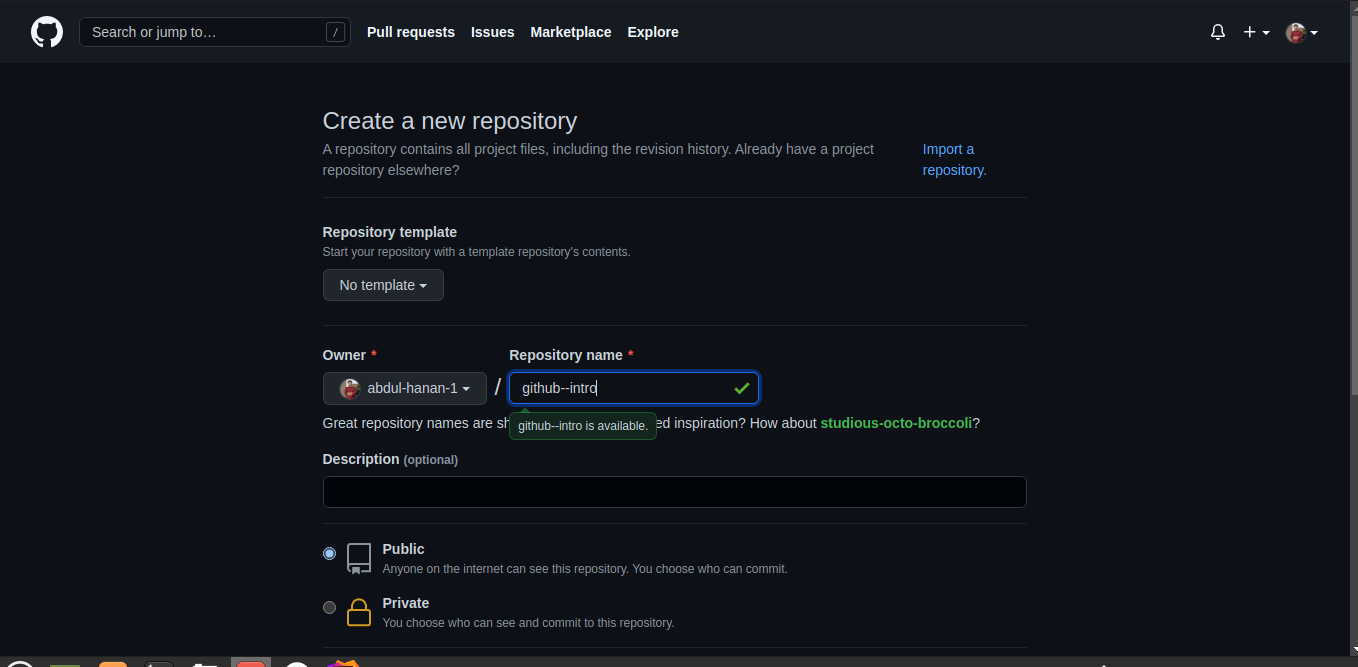 Search or jump to… / Pull requests Issues Marketplace Explore
Create a new repository
A repository contains all project files, including the revision history. Already have a project
repository elsewhere?
Import a
repository.
Repository template
Start your repository with a template repository's contents.
No template
Owner * Repository name *
abdul-hanan-1 / github--intro
Great repository names are sh
github--intro is available.
ed inspiration? How about studious-octo-broccoli?
Description (optional)
Public
Anyone on the internet can see this repository. You choose who can commit.
Private
You choose who can see and commit to this repository.